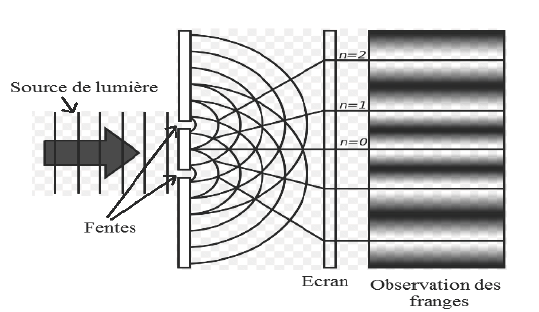 Source de lumière
n=2
n=1
n=0
Fentes
Ecran
Observation des
franges